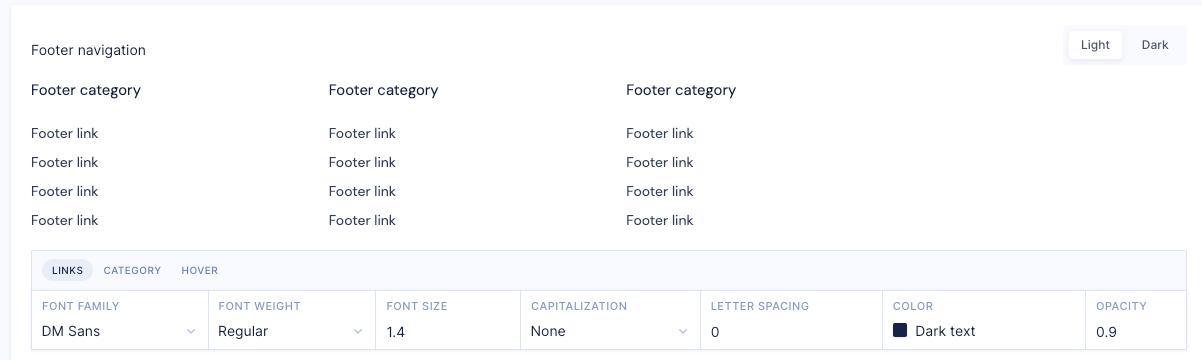 Footer navigation
Light Dark
Footer category Footer category Footer category
Footer link Footer link Footer link
Footer link Footer link Footer link
Footer link Footer link Footer link
Footer link Footer link Footer link
LINKS CATEGORY HOVER
FONT FAMILY FONT WEIGHT FONT SIZE CAPITALIZATION LETTER SPACING COLOR OPACITY
DM Sans Regular 1.4 None 0 Dark text 0.9